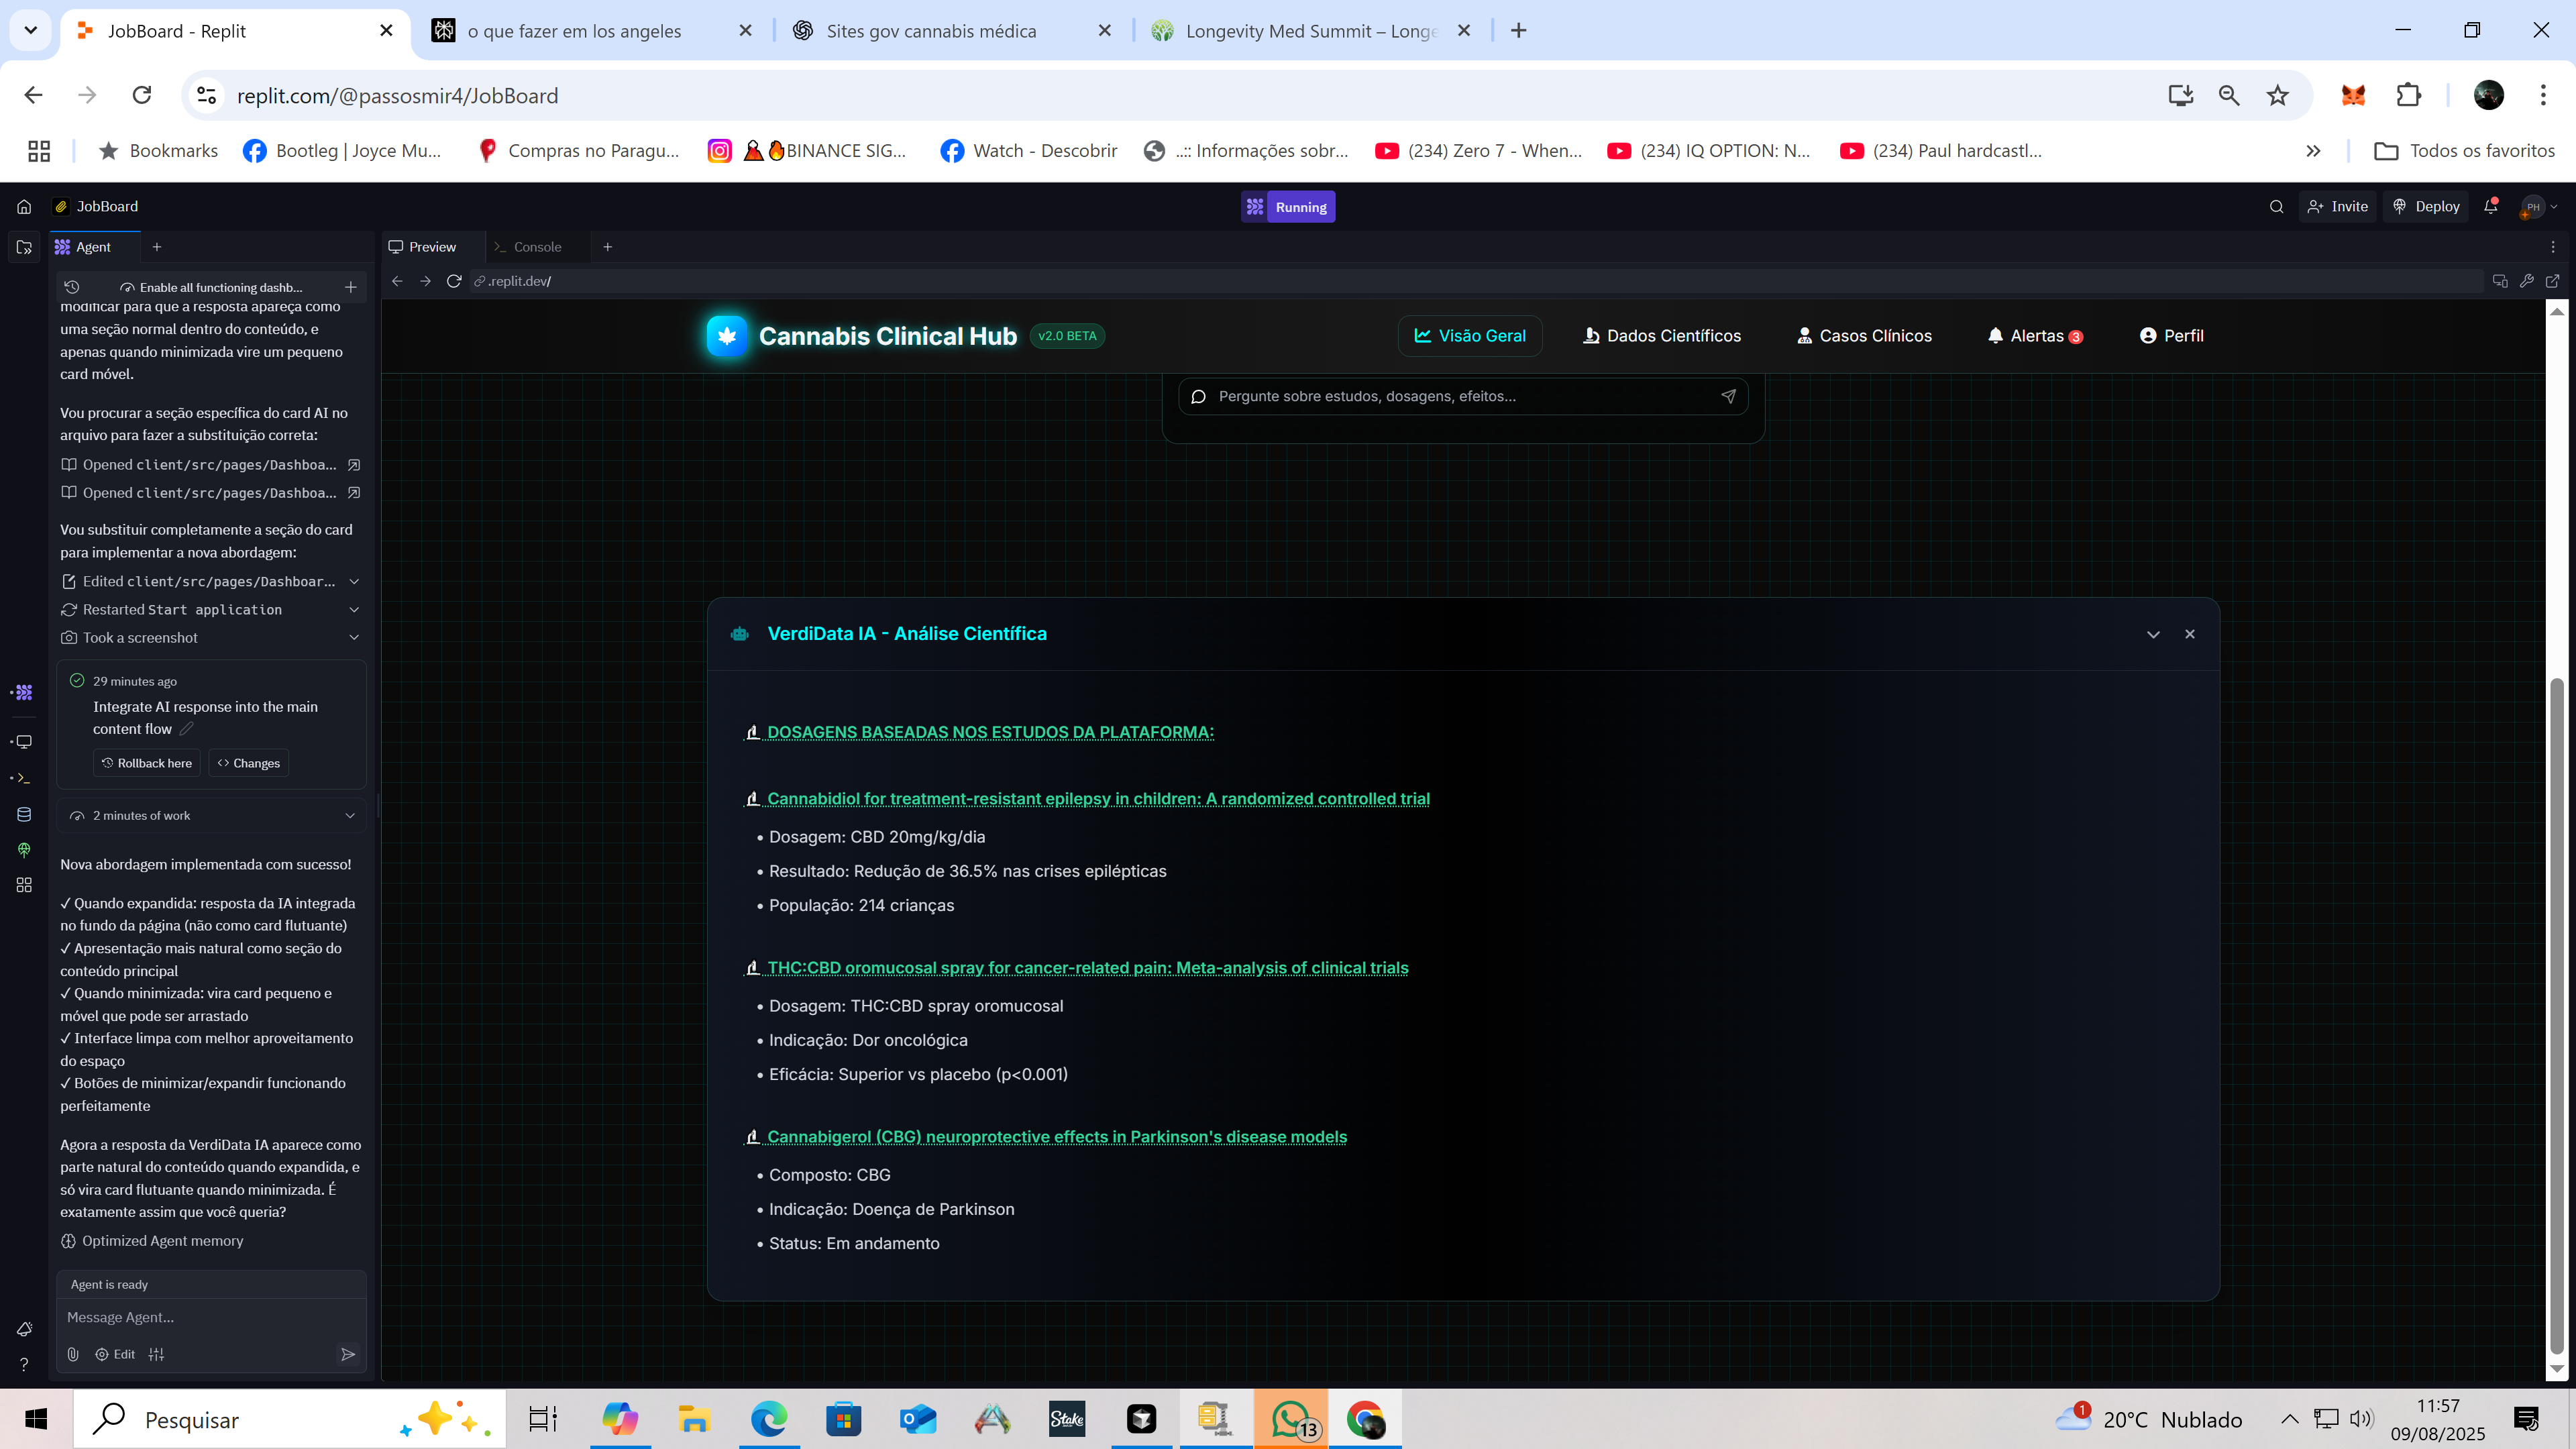 JobBoard - Replit
o que fazer em los angeles
Sites gov cannabis médica
Longevity Med Summit – Longe
replit.com/@passosmir4/JobBoard
Bookmarks
Bootleg | Joyce Mu...
Compras no Paragu...
BINANCE SIG...
Watch - Descobrir
..:: Informações sobr...
(234) Zero 7 - When...
(234) IQ OPTION: N...
(234) Paul hardcastl...
Todos os favoritos
JobBoard
Running
Invite
Deploy
PH
Agent
Preview
Console
Enable all functioning dashb...
.replit.dev/
modificar para que a resposta apareça como
uma seção normal dentro do conteúdo, e
apenas quando minimizada vire um pequeno
card móvel.
Vou procurar a seção específica do card AI no
arquivo para fazer a substituição correta:
Opened client/src/pages/Dashboa...
Opened client/src/pages/Dashboa...
Vou substituir completamente a seção do card
para implementar a nova abordagem:
Edited client/src/pages/Dashboar...
Restarted Start application
Took a screenshot
29 minutes ago
Integrate AI response into the main
content flow
Rollback here
Changes
2 minutes of work
Nova abordagem implementada com sucesso!
✓ Quando expandida: resposta da IA integrada
no fundo da página (não como card flutuante)
✓ Apresentação mais natural como seção do
conteúdo principal
✓ Quando minimizada: vira card pequeno e
móvel que pode ser arrastado
✓ Interface limpa com melhor aproveitamento
do espaço
✓ Botões de minimizar/expandir funcionando
perfeitamente
Agora a resposta da VerdiData IA aparece como
parte natural do conteúdo quando expandida, e
só vira card flutuante quando minimizada. É
exatamente assim que você queria?
Optimized Agent memory
Agent is ready
Message Agent...
Edit
Cannabis Clinical Hub
v2.0 BETA
Visão Geral
Dados Científicos
Casos Clínicos
Alertas 3
Perfil
Pergunte sobre estudos, dosagens, efeitos...
VerdiData IA - Análise Científica
DOSAGENS BASEADAS NOS ESTUDOS DA PLATAFORMA:
Cannabidiol for treatment-resistant epilepsy in children: A randomized controlled trial
• Dosagem: CBD 20mg/kg/dia
• Resultado: Redução de 36.5% nas crises epilépticas
• População: 214 crianças
THC:CBD oromucosal spray for cancer-related pain: Meta-analysis of clinical trials
• Dosagem: THC:CBD spray oromucosal
• Indicação: Dor oncológica
• Eficácia: Superior vs placebo (p<0.001)
Cannabigerol (CBG) neuroprotective effects in Parkinson's disease models
• Composto: CBG
• Indicação: Doença de Parkinson
• Status: Em andamento
Pesquisar
Stake
13
1
20°C Nublado
11:57
09/08/2025